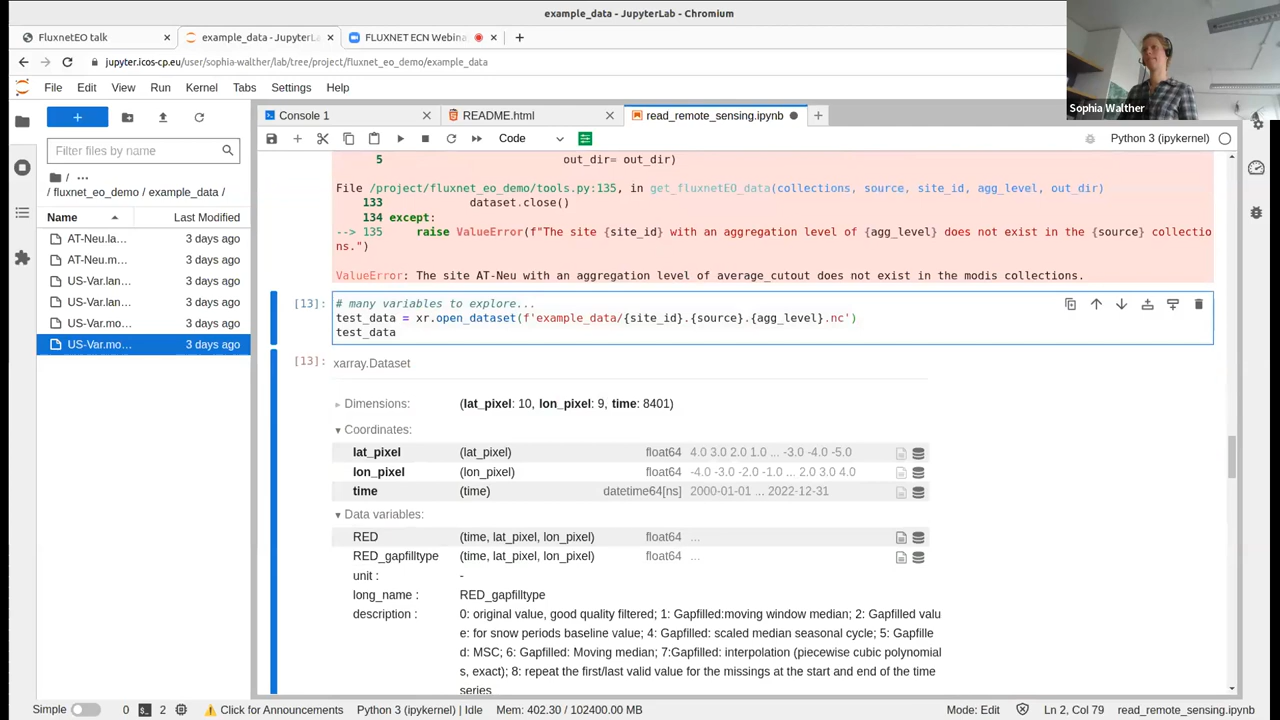 example_data - JupyterLab - Chromium
FluxnetEO talk
example_data - JupyterLa
FLUXNET ECN Webina
jupyter.icos-cp.eu/user/sophia-walther/lab/tree/project/fluxnet_eo_demo/example_data
Sophia Walther
File Edit View Run Kernel Tabs Settings Help
Console 1
README.html
read_remote_sensing.ipynb
Filter files by name
/ fluxnet_eo_demo / example_data /
Name Last Modified
AT-Neu.la… 3 days ago
AT-Neu.m… 3 days ago
US-Var.lan… 3 days ago
US-Var.lan… 3 days ago
US-Var.mo… 3 days ago
US-Var.mo… 3 days ago
Code
Python 3 (ipykernel)
5 out_dir= out_dir)
File /project/fluxnet_eo_demo/tools.py:135, in get_fluxnetEO_data(collections, source, site_id, agg_level, out_dir)
133 dataset.close()
134 except:
--> 135 raise ValueError(f"The site {site_id} with an aggregation level of {agg_level} does not exist in the {source} collectio
ns.")
ValueError: The site AT-Neu with an aggregation level of average_cutout does not exist in the modis collections.
[13]: # many variables to explore...
test_data = xr.open_dataset(f'example_data/{site_id}.{source}.{agg_level}.nc')
test_data
[13]: xarray.Dataset
Dimensions: (lat_pixel: 10, lon_pixel: 9, time: 8401)
Coordinates:
lat_pixel (lat_pixel) float64 4.0 3.0 2.0 1.0 ... -3.0 -4.0 -5.0
lon_pixel (lon_pixel) float64 -4.0 -3.0 -2.0 -1.0 ... 2.0 3.0 4.0
time (time) datetime64[ns] 2000-01-01 ... 2022-12-31
Data variables:
RED (time, lat_pixel, lon_pixel) float64 ...
RED_gapfilltype (time, lat_pixel, lon_pixel) float64 ...
unit : -
long_name : RED_gapfilltype
description : 0: original value, good quality filtered; 1: Gapfilled:moving window median; 2: Gapfilled valu
e: for snow periods baseline value; 4: Gapfilled: scaled median seasonal cycle; 5: Gapfille
d: MSC; 6: Gapfilled: Moving median; 7:Gapfilled: interpolation (piecewise cubic polynomial
s, exact); 8: repeat the first/last valid value for the missings at the start and end of the time
series
Simple 0 2 Click for Announcements Python 3 (ipykernel) | Idle Mem: 402.30 / 102400.00 MB Mode: Edit Ln 2, Col 79 read_remote_sensing.ipynb